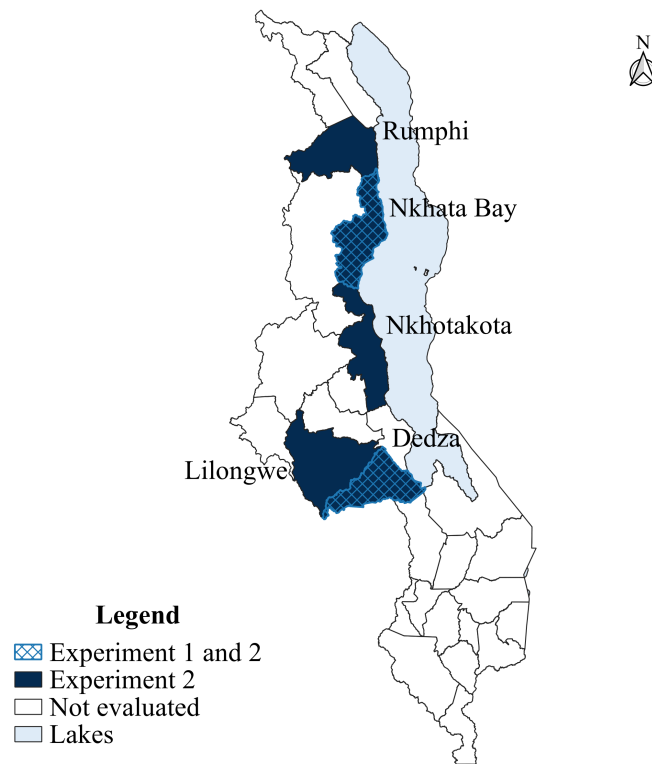 N
Rumphi
Nkhata Bay
Nkhotakota
Dedza
Lilongwe
Legend
Experiment 1 and 2
Experiment 2
Not evaluated
Lakes